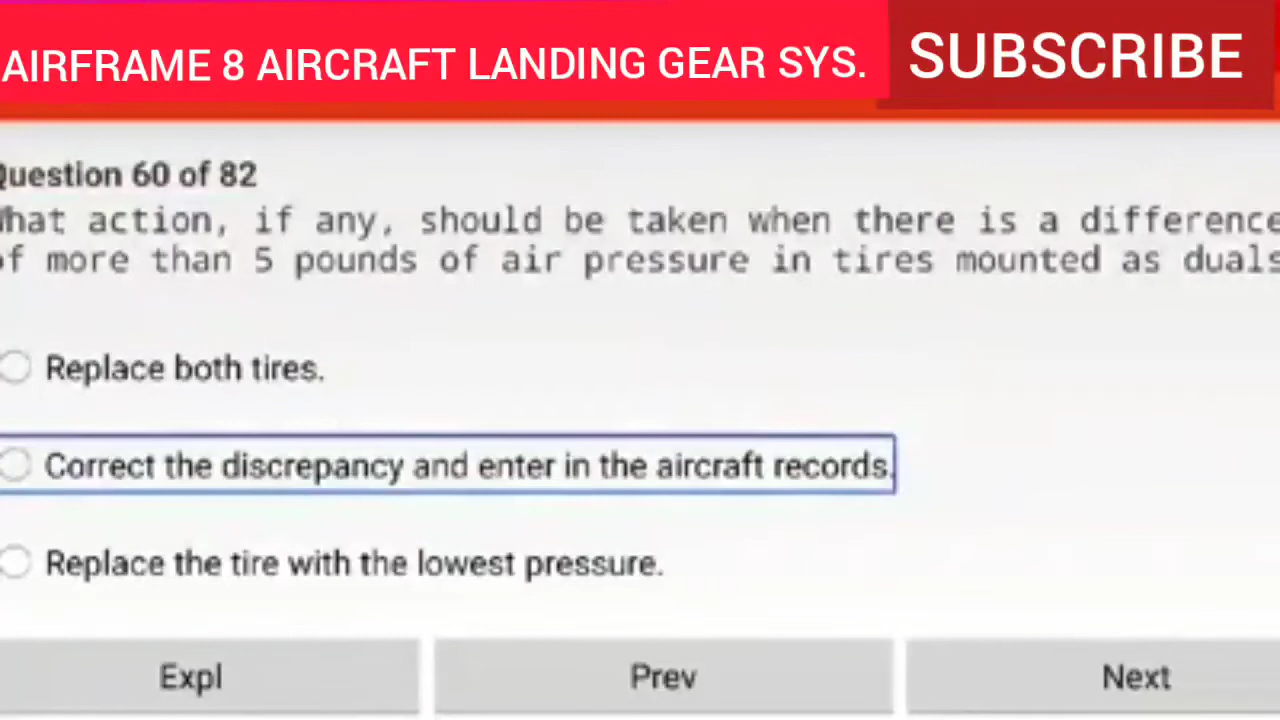 AIRFRAME 8 AIRCRAFT LANDING GEAR SYS.
SUBSCRIBE
Question 60 of 82
What action, if any, should be taken when there is a difference
of more than 5 pounds of air pressure in tires mounted as duals
Replace both tires.
Correct the discrepancy and enter in the aircraft records.
Replace the tire with the lowest pressure.
Expl
Prev
Next